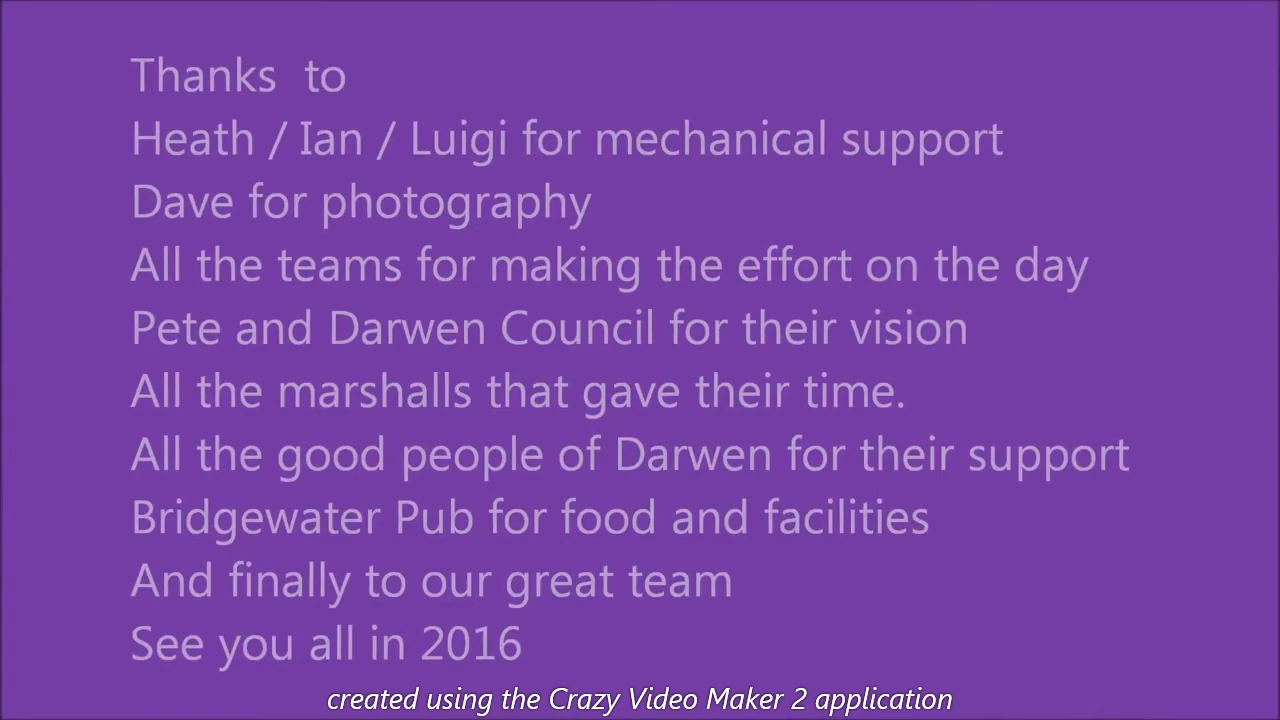 Thanks  to
Heath / Ian / Luigi for mechanical support
Dave for photography
All the teams for making the effort on the day
Pete and Darwen Council for their vision
All the marshalls that gave their time.
All the good people of Darwen for their support
Bridgewater Pub for food and facilities
And finally to our great team
See you all in 2016
created using the Crazy Video Maker 2 application